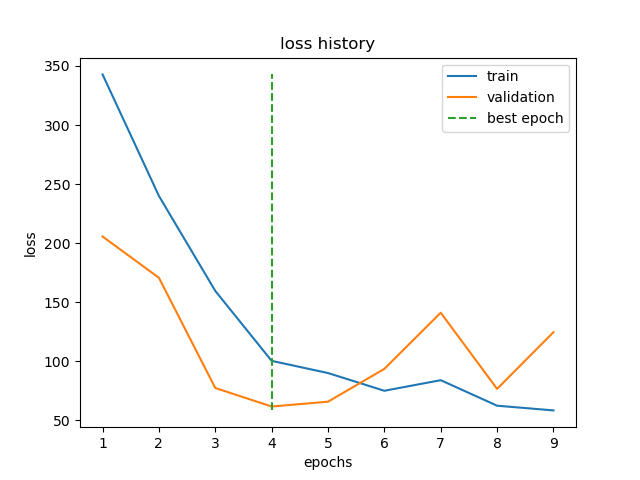 loss history
train
validation
best epoch
350
300
250
200
150
100
50
loss
1 2 3 4 5 6 7 8 9
epochs